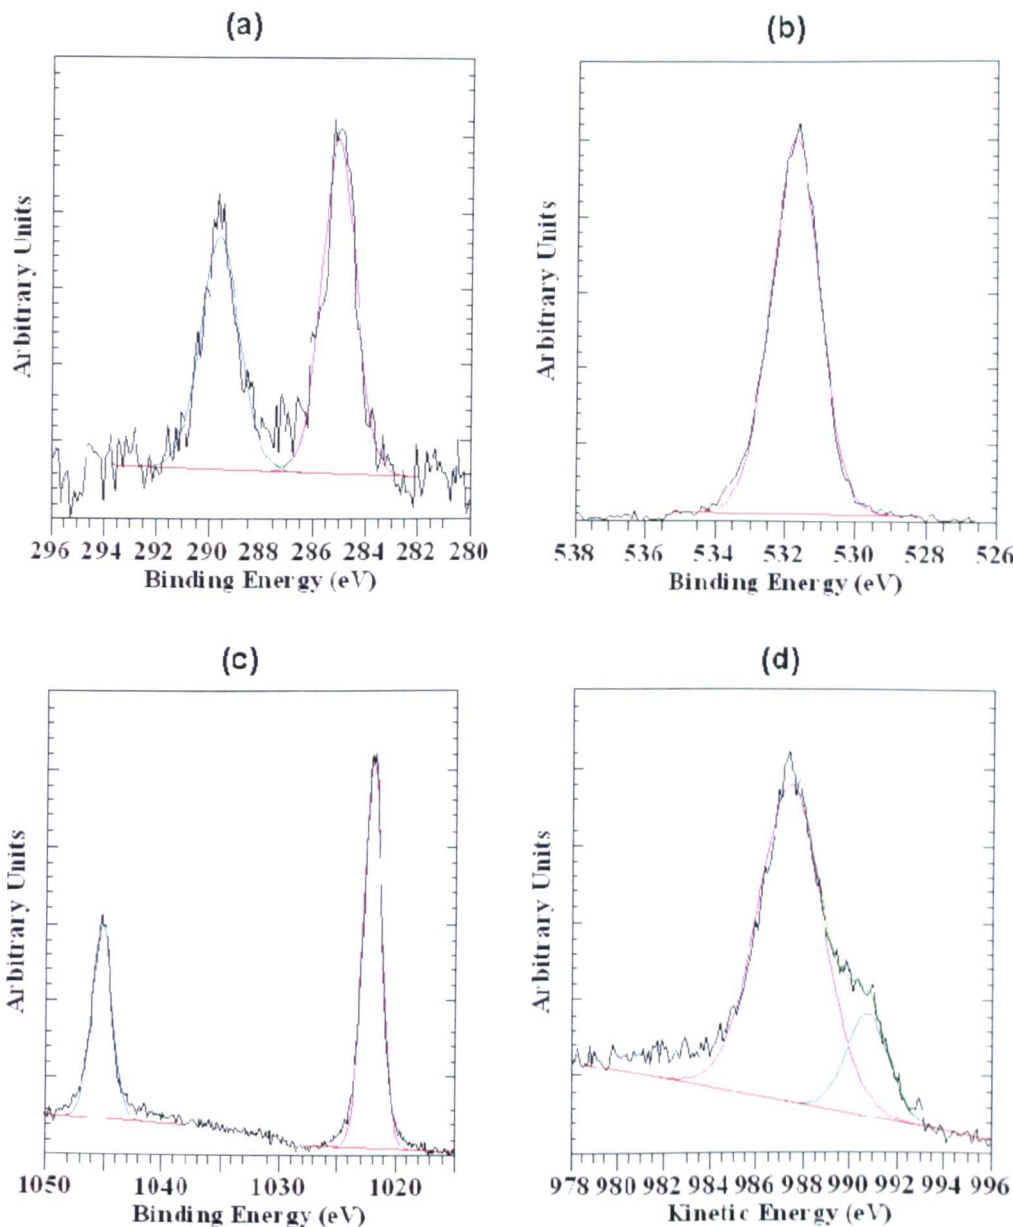 (a)
Arbitrary Units
296 294 292 290 288 286 284 282 280
Binding Energy (eV)
(b)
Arbitrary Units
538 536 534 532 530 528 526
Binding Energy (eV)
(c)
Arbitrary Units
1050 1040 1030 1020
Binding Energy (eV)
(d)
Arbitrary Units
978 980 982 984 986 988 990 992 994 996
Kinetic Energy (eV)